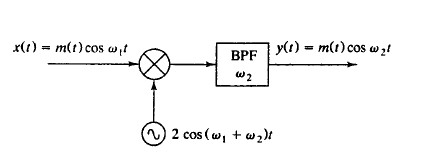 x(t) = m(t) cos ω₁t
BPF
ω₂
y(t) = m(t) cos ω₂t
2 cos (ω₁ + ω₂)t